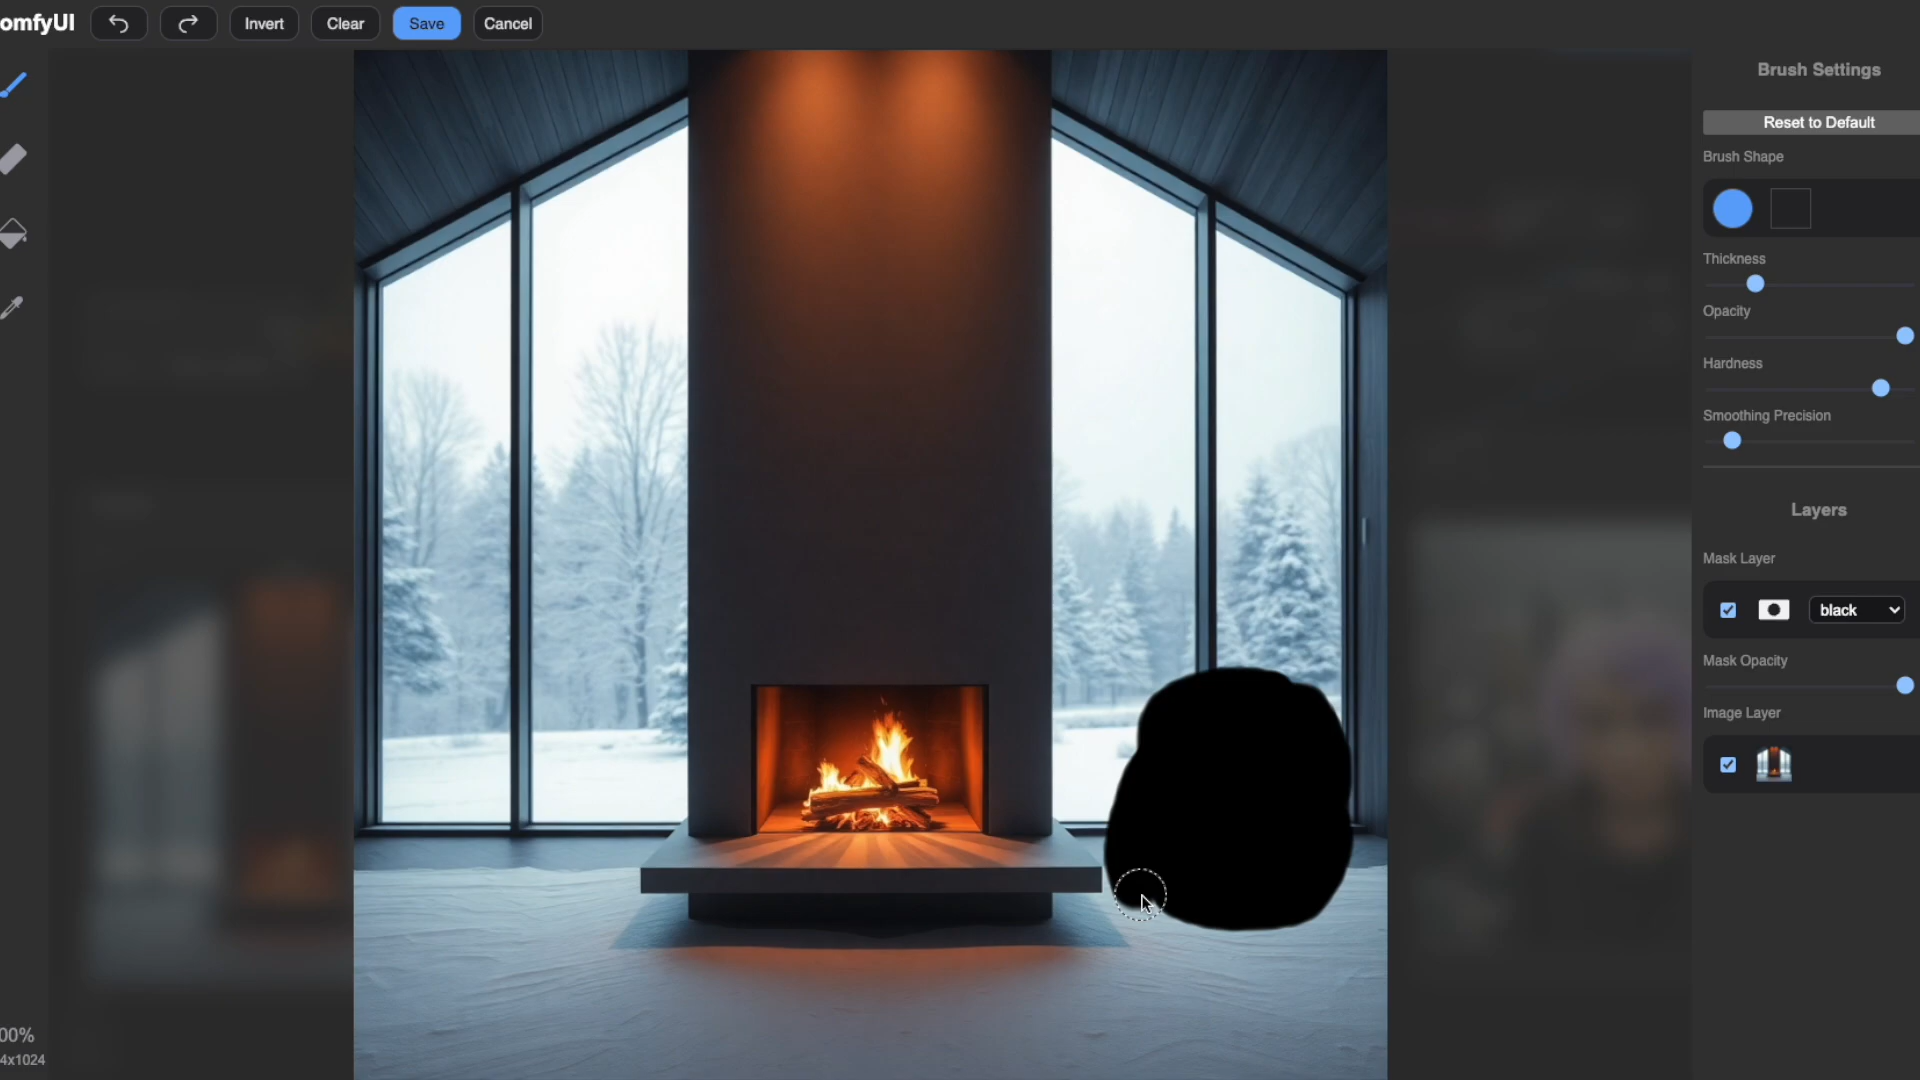 omfyUI Invert Clear Save Cancel
Brush Settings
Reset to Default
Brush Shape
Thickness
Opacity
Hardness
Smoothing Precision
Layers
Mask Layer
black
Mask Opacity
Image Layer
00%
4x1024